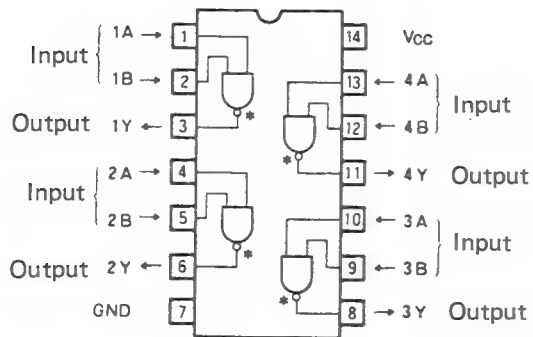 Input 1A → 1
1B → 2
Output 1Y ← 3
Input 2A → 4
2B → 5
Output 2Y ← 6
GND 7
14 Vcc
13 ← 4A Input
12 ← 4B
11 → 4Y Output
10 ← 3A Input
9 ← 3B
8 → 3Y Output
*
*
*
*